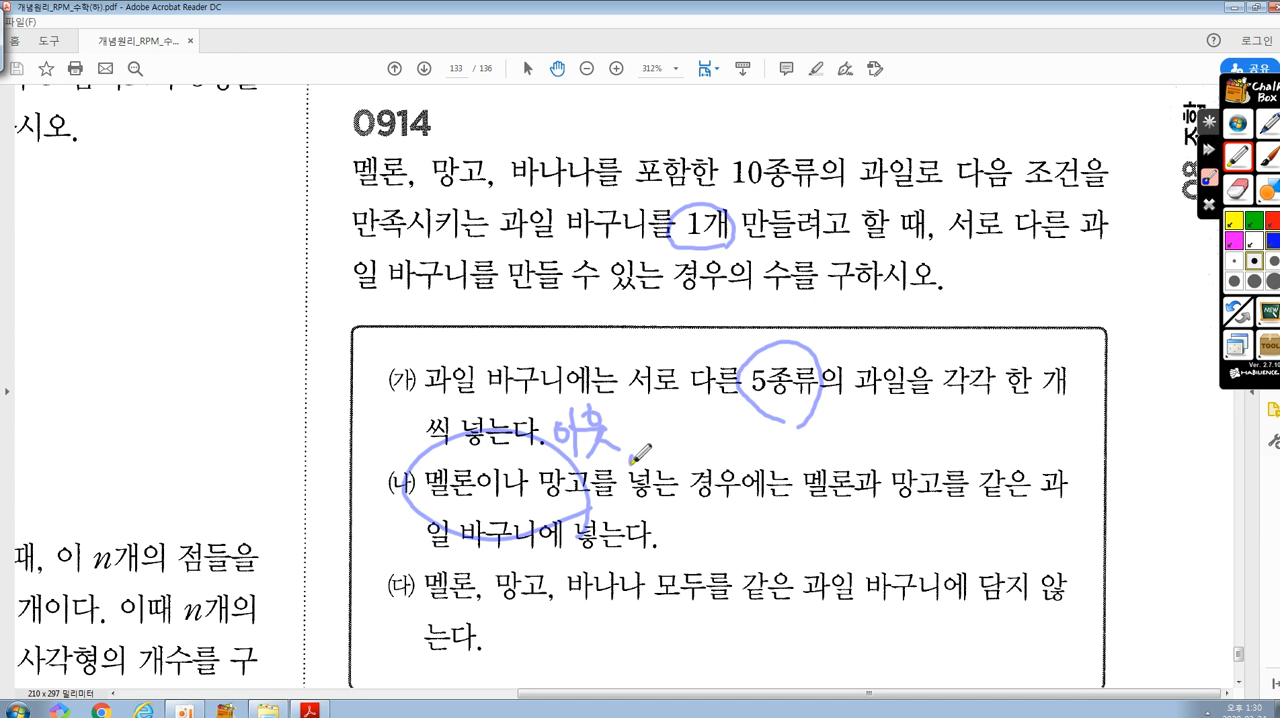 개념원리_RPM_수학(하).pdf - Adobe Acrobat Reader DC
파일(F)
홈 도구 개념원리_RPM_수... × 로그인
133 / 136 312% 공유
Chalk
Box
시오.
0914
멜론, 망고, 바나나를 포함한 10종류의 과일로 다음 조건을
만족시키는 과일 바구니를 1개 만들려고 할 때, 서로 다른 과
일 바구니를 만들 수 있는 경우의 수를 구하시오.
㈎ 과일 바구니에는 서로 다른 5종류의 과일을 각각 한 개
씩 넣는다. 아웃
㈏ 멜론이나 망고를 넣는 경우에는 멜론과 망고를 같은 과
일 바구니에 넣는다.
㈐ 멜론, 망고, 바나나 모두를 같은 과일 바구니에 담지 않
는다.
때, 이 n개의 점들을
개이다. 이때 n개의
사각형의 개수를 구
NEW
TOOL
Ver. 2.7.10
HABILIENCE
210 x 297 밀리미터
오후 1:30